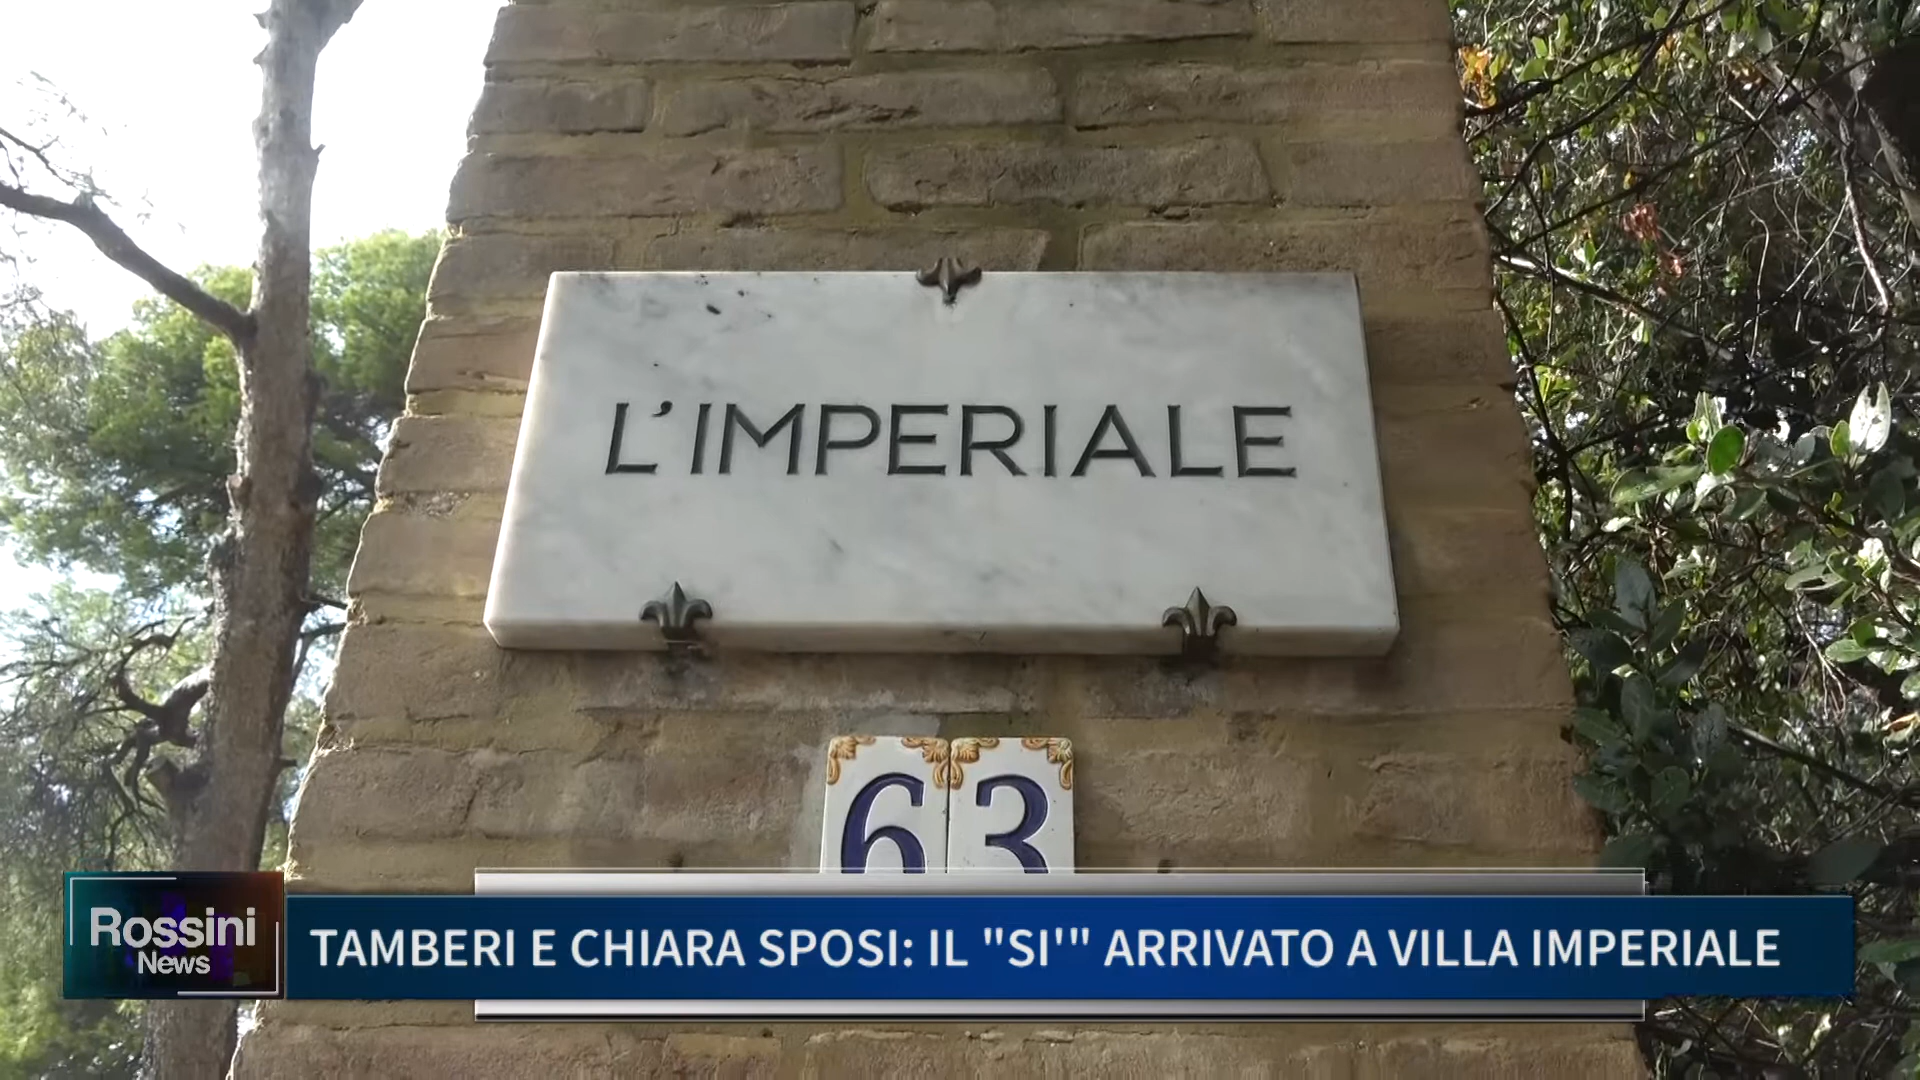 L'IMPERIALE
63
Rossini
News
TAMBERI E CHIARA SPOSI: IL "SI'" ARRIVATO A VILLA IMPERIALE